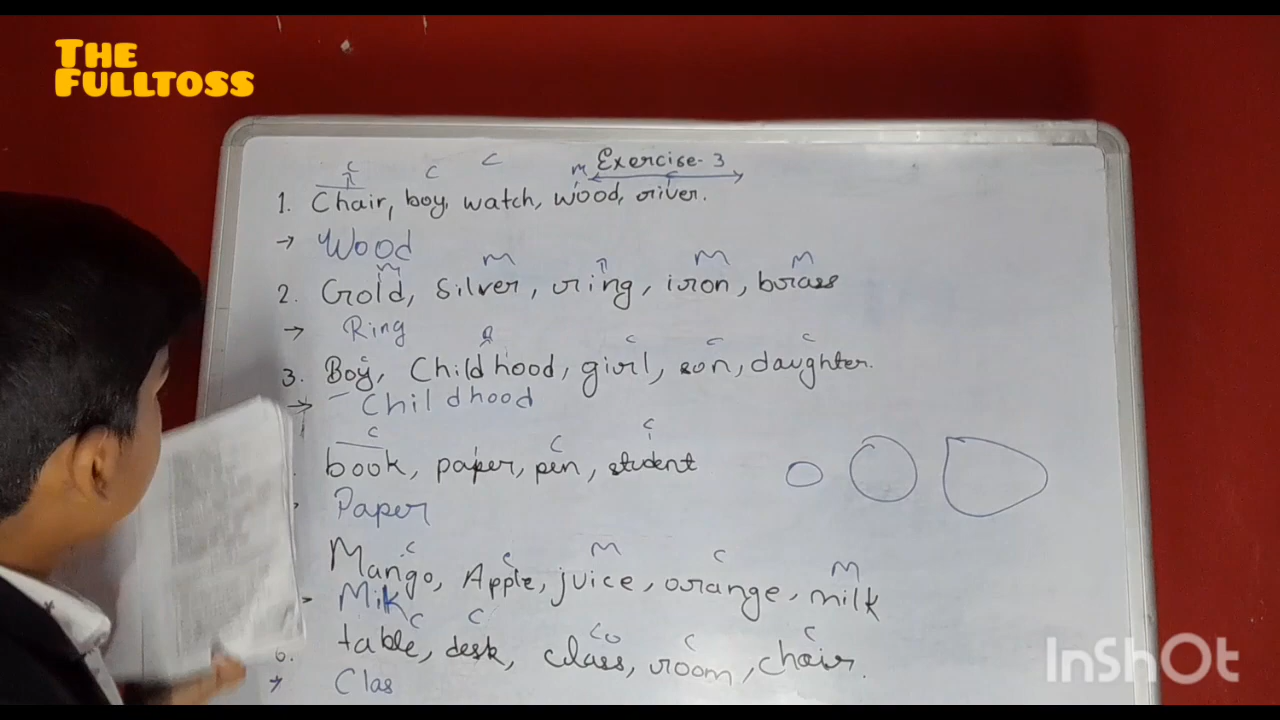 THE
FULLTOSS
Exercise-3
c c c m c
1. Chair, boy, watch, wood, river.
→ Wood
m m m m
2. Gold, silver, ring, iron, brass
→ Ring
c c c c
3. Boy, Childhood, girl, son, daughter.
→ Childhood
c c c
book, paper, pen, student
Paper
c c m c m
Mango, Apple, juice, orange, milk
Milk
c c co c c
6. table, desk, class, room, chair.
→ Clas
InShOt